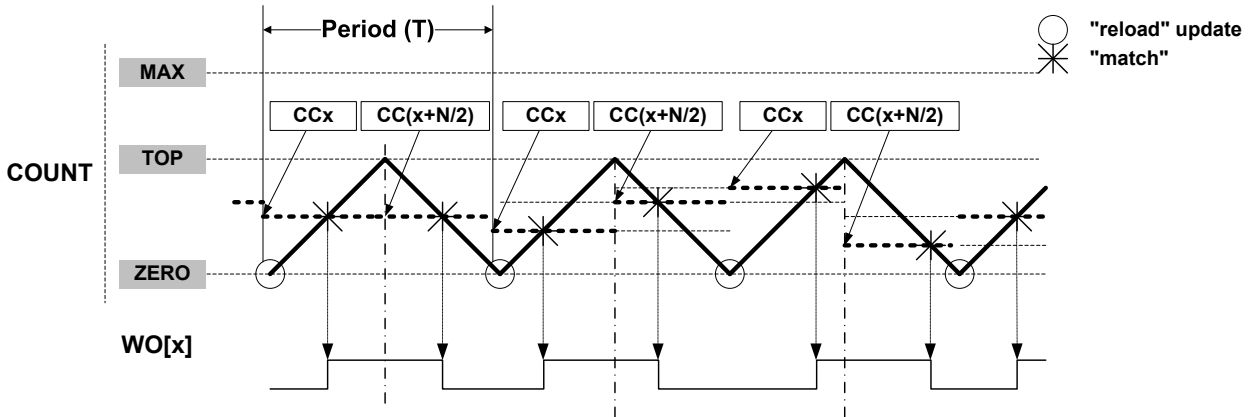 Period (T)
"reload" update
"match"
MAX
CCx
CC(x+N/2)
CCx
CC(x+N/2)
CCx
CC(x+N/2)
TOP
COUNT
ZERO
WO[x]